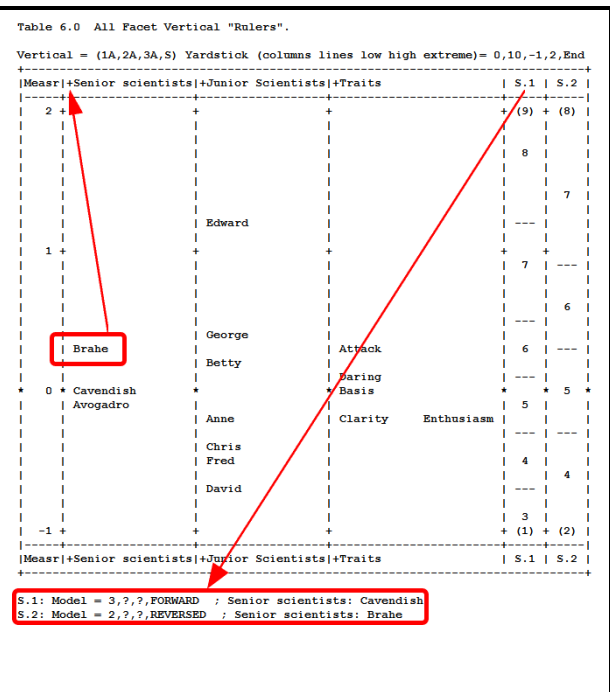 Table 6.0 All Facet Vertical "Rulers".
Vertical = (1A,2A,3A,S) Yardstick (columns lines low high extreme)= 0,10,-1,2,End
|Measr|+Senior scientists|+Junior Scientists|+Traits | S.1 | S.2 |
2 + + + + (9) + (8)
8
7
Edward ---
1 + + + + +
7 ---
6
---
George
Brahe Attack 6 ---
Betty
Daring ---
* 0 * Cavendish * * Basis * * 5 *
Avogadro 5
Anne Clarity Enthusiasm --- ---
Chris 4
Fred 4
David ---
3
-1 + + + + (1) + (2)
|Measr|+Senior scientists|+Junior Scientists|+Traits | S.1 | S.2 |
S.1: Model = 3,?,?,FORWARD ; Senior scientists: Cavendish
S.2: Model = 2,?,?,REVERSED ; Senior scientists: Brahe